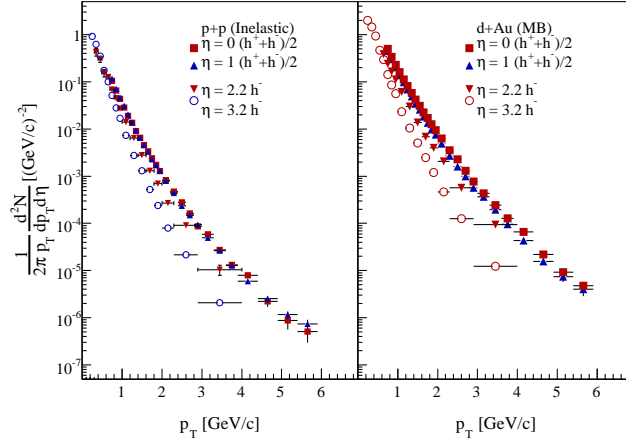 p+p (Inelastic)
η = 0 (h⁺+h⁻)/2
η = 1 (h⁺+h⁻)/2
η = 2.2 h⁻
η = 3.2 h⁻
d+Au (MB)
η = 0 (h⁺+h⁻)/2
η = 1 (h⁺+h⁻)/2
η = 2.2 h⁻
η = 3.2 h⁻
1/(2π p_T) d²N/(dp_T dη) [(GeV/c)⁻²]
1
10⁻¹
10⁻²
10⁻³
10⁻⁴
10⁻⁵
10⁻⁶
10⁻⁷
1 2 3 4 5 6
1 2 3 4 5 6
p_T [GeV/c]
p_T [GeV/c]